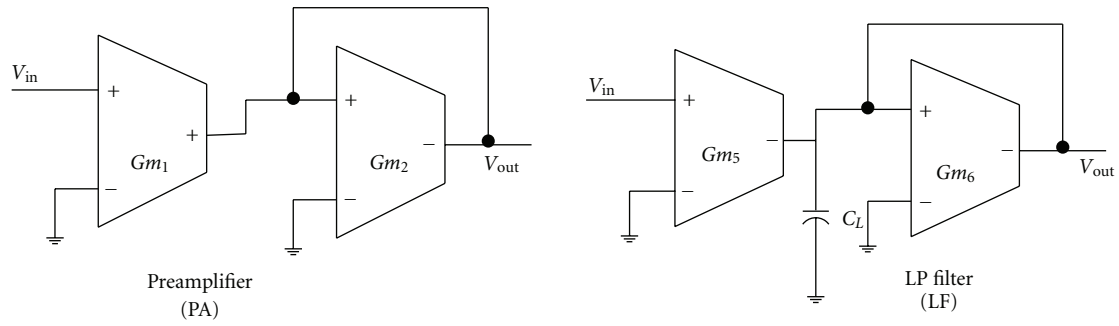 V_in
+
Gm_1
+
−
+
Gm_2
−
−
V_out
Preamplifier
(PA)
V_in
+
Gm_5
−
−
C_L
+
Gm_6
−
−
V_out
LP filter
(LF)